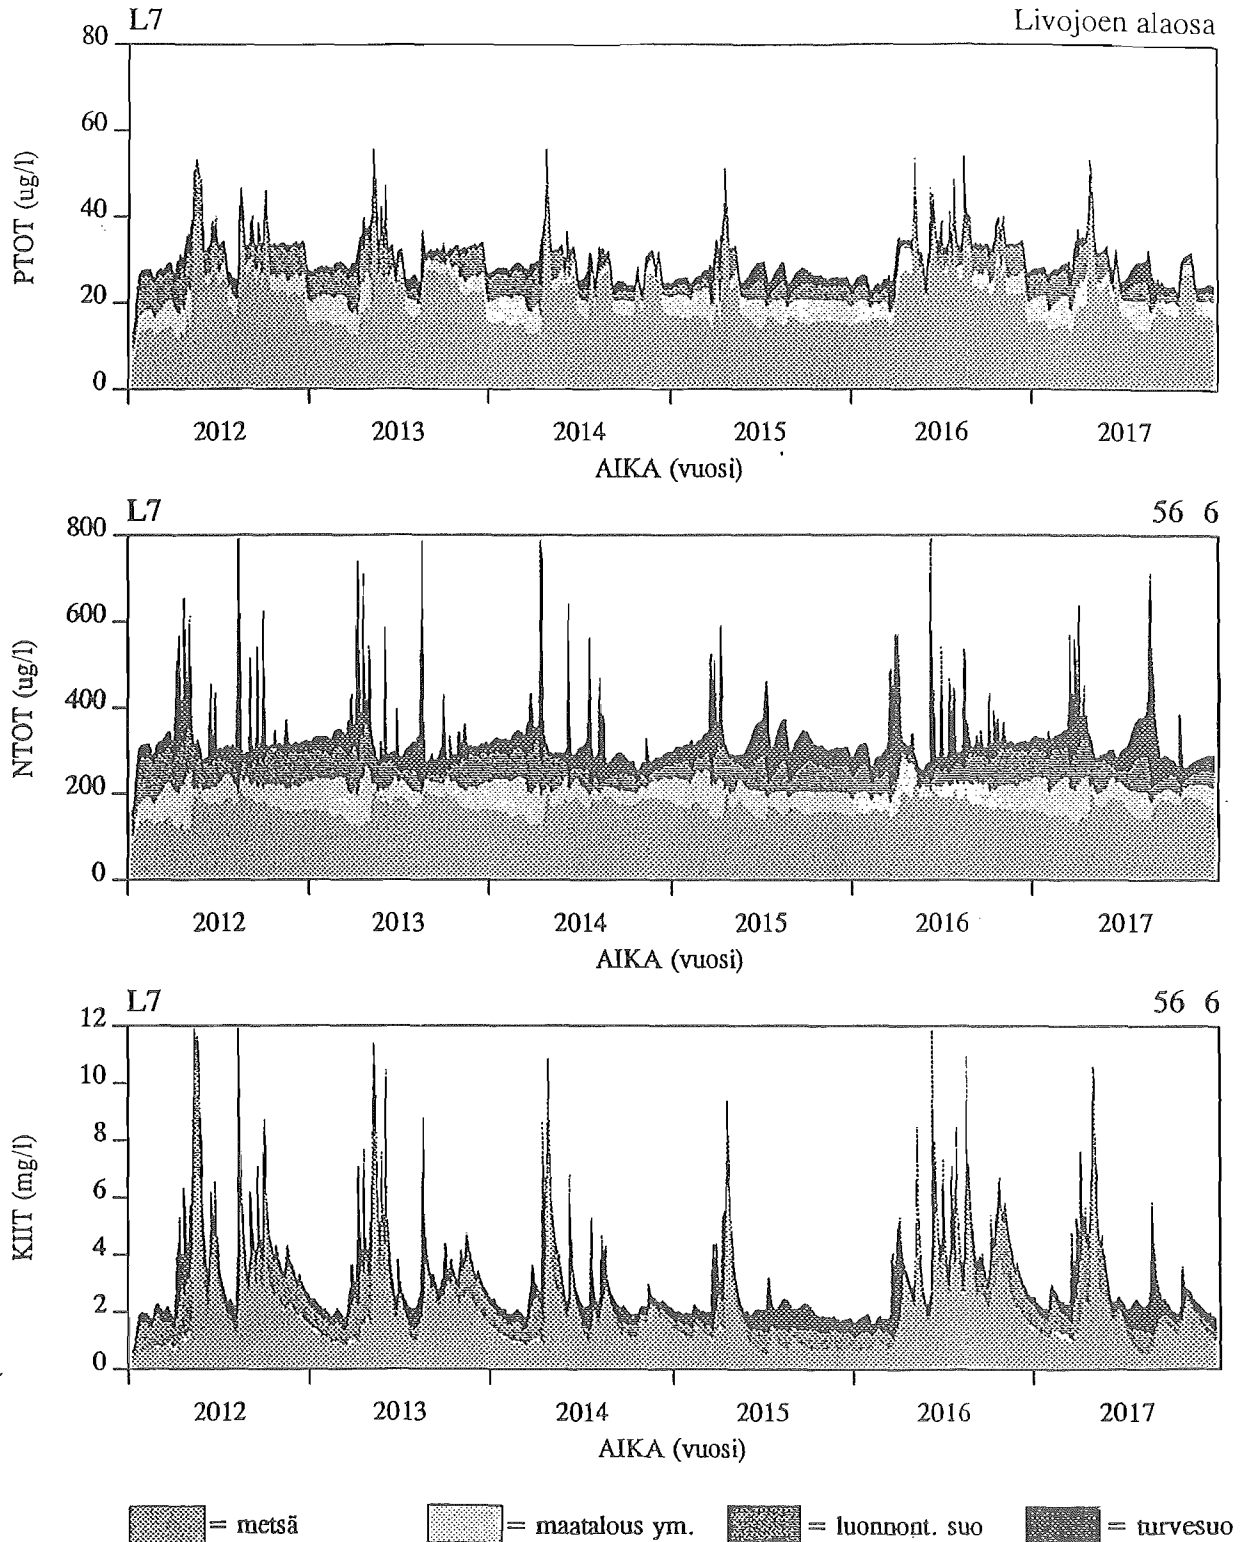 L7 Livojoen alaosa
80
60
40
20
0
PTOT (ug/l)
2012 2013 2014 2015 2016 2017
AIKA (vuosi)
L7 56 6
800
600
400
200
0
NTOT (ug/l)
2012 2013 2014 2015 2016 2017
AIKA (vuosi)
L7 56 6
12
10
8
6
4
2
0
KIIT (mg/l)
2012 2013 2014 2015 2016 2017
AIKA (vuosi)
= metsä = maatalous ym. = luonnont. suo = turvesuo